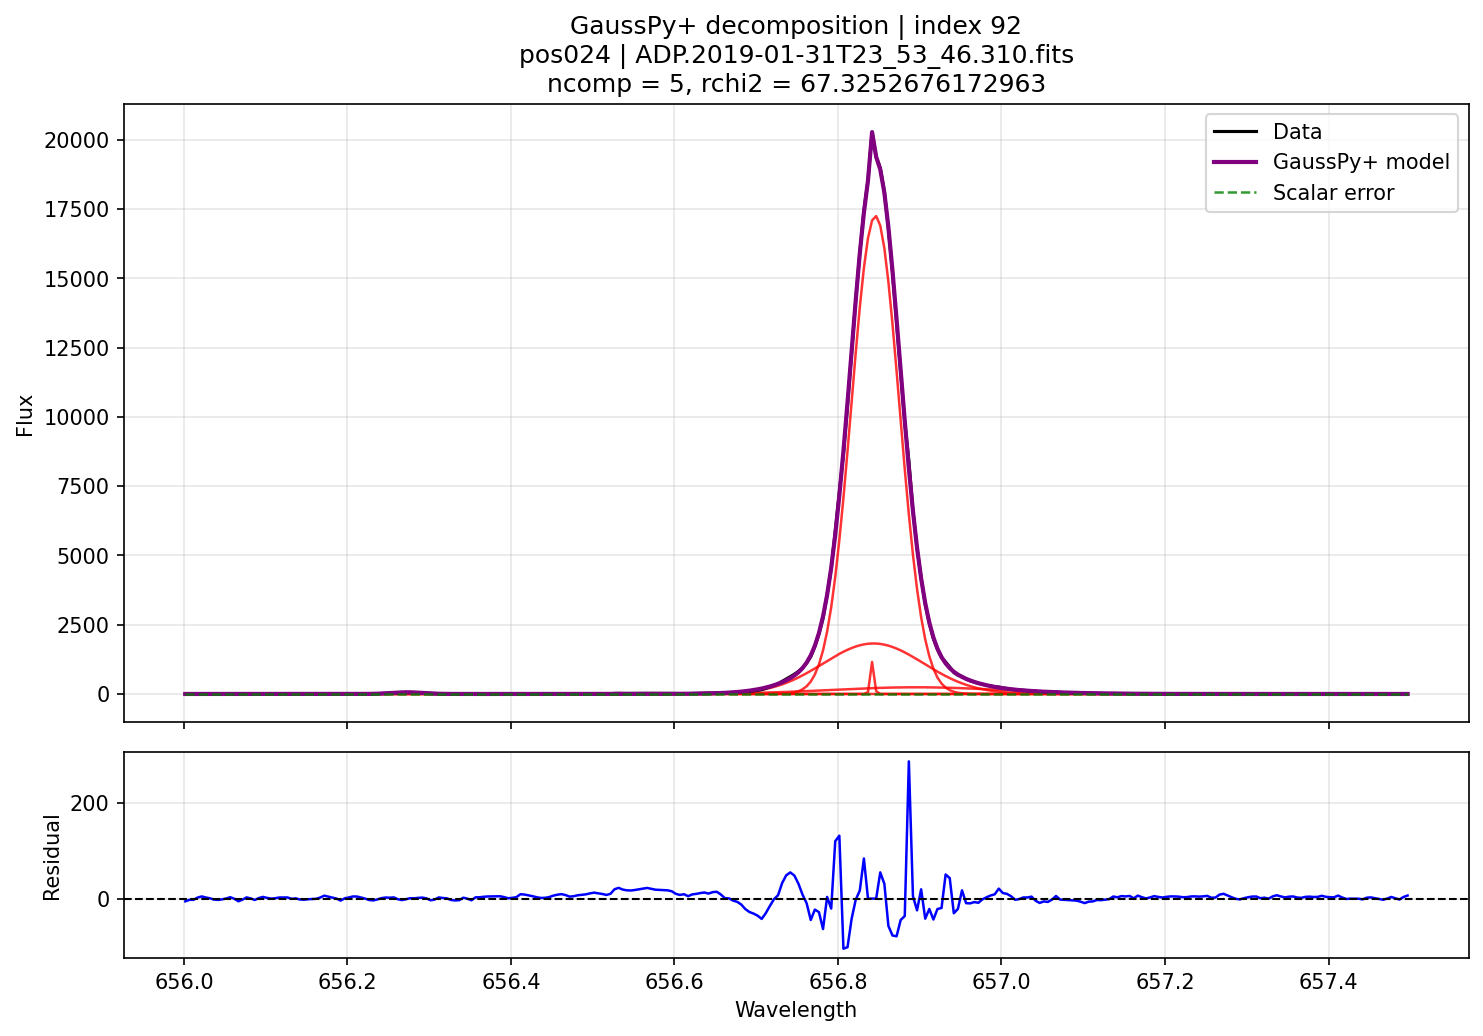 GaussPy+ decomposition | index 92
pos024 | ADP.2019-01-31T23_53_46.310.fits
ncomp = 5, rchi2 = 67.3252676172963
Data
GaussPy+ model
Scalar error
20000
17500
15000
12500
10000
7500
5000
2500
0
Flux
200
0
Residual
656.0
656.2
656.4
656.6
656.8
657.0
657.2
657.4
Wavelength